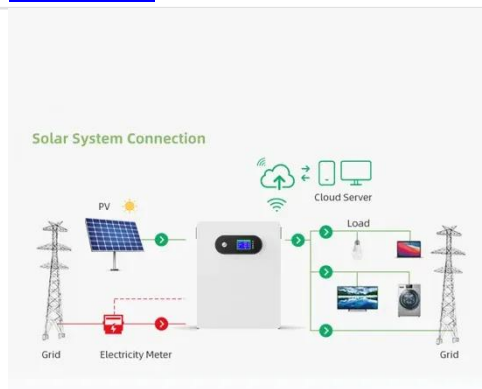 Solar System Connection
Cloud Server
PV
Load
Grid
Electricity Meter
Grid